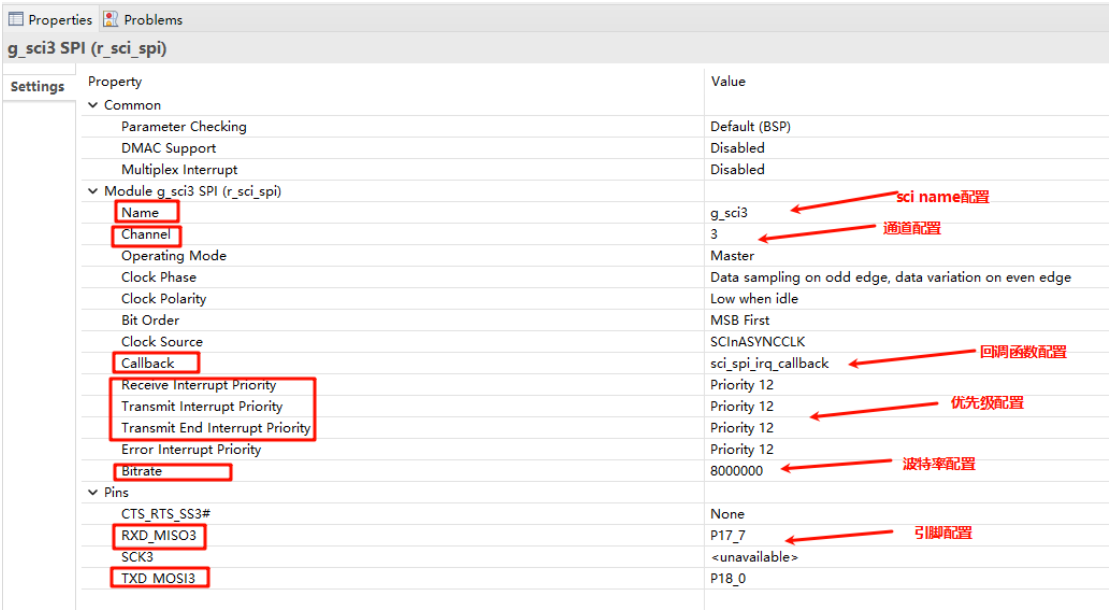 Properties Problems
g_sci3 SPI (r_sci_spi)
Settings
Property Value
Common
Parameter Checking Default (BSP)
DMAC Support Disabled
Multiplex Interrupt Disabled
Module g_sci3 SPI (r_sci_spi)
sci name配置
Name g_sci3
Channel 3 通道配置
Operating Mode Master
Clock Phase Data sampling on odd edge, data variation on even edge
Clock Polarity Low when idle
Bit Order MSB First
Clock Source SCInASYNCCLK
Callback sci_spi_irq_callback 回调函数配置
Receive Interrupt Priority Priority 12
Transmit Interrupt Priority Priority 12 优先级配置
Transmit End Interrupt Priority Priority 12
Error Interrupt Priority Priority 12
Bitrate 8000000 波特率配置
Pins
CTS_RTS_SS3# None
RXD_MISO3 P17_7 引脚配置
SCK3 <unavailable>
TXD_MOSI3 P18_0